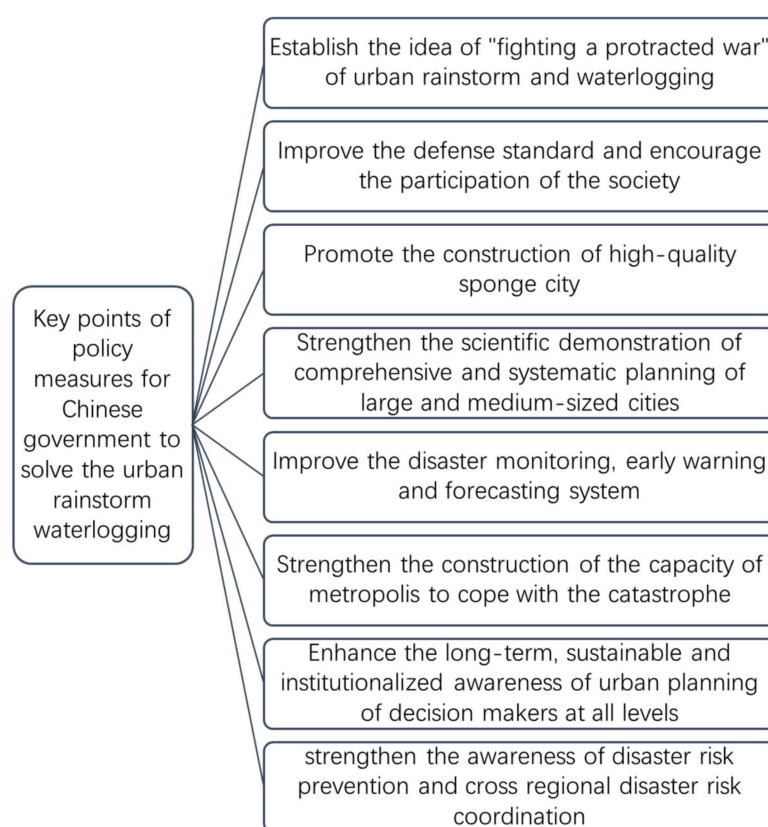 Key points of
policy
measures for
Chinese
government to
solve the urban
rainstorm
waterlogging
Establish the idea of "fighting a protracted war"
of urban rainstorm and waterlogging
Improve the defense standard and encourage
the participation of the society
Promote the construction of high-quality
sponge city
Strengthen the scientific demonstration of
comprehensive and systematic planning of
large and medium-sized cities
Improve the disaster monitoring, early warning
and forecasting system
Strengthen the construction of the capacity of
metropolis to cope with the catastrophe
Enhance the long-term, sustainable and
institutionalized awareness of urban planning
of decision makers at all levels
strengthen the awareness of disaster risk
prevention and cross regional disaster risk
coordination